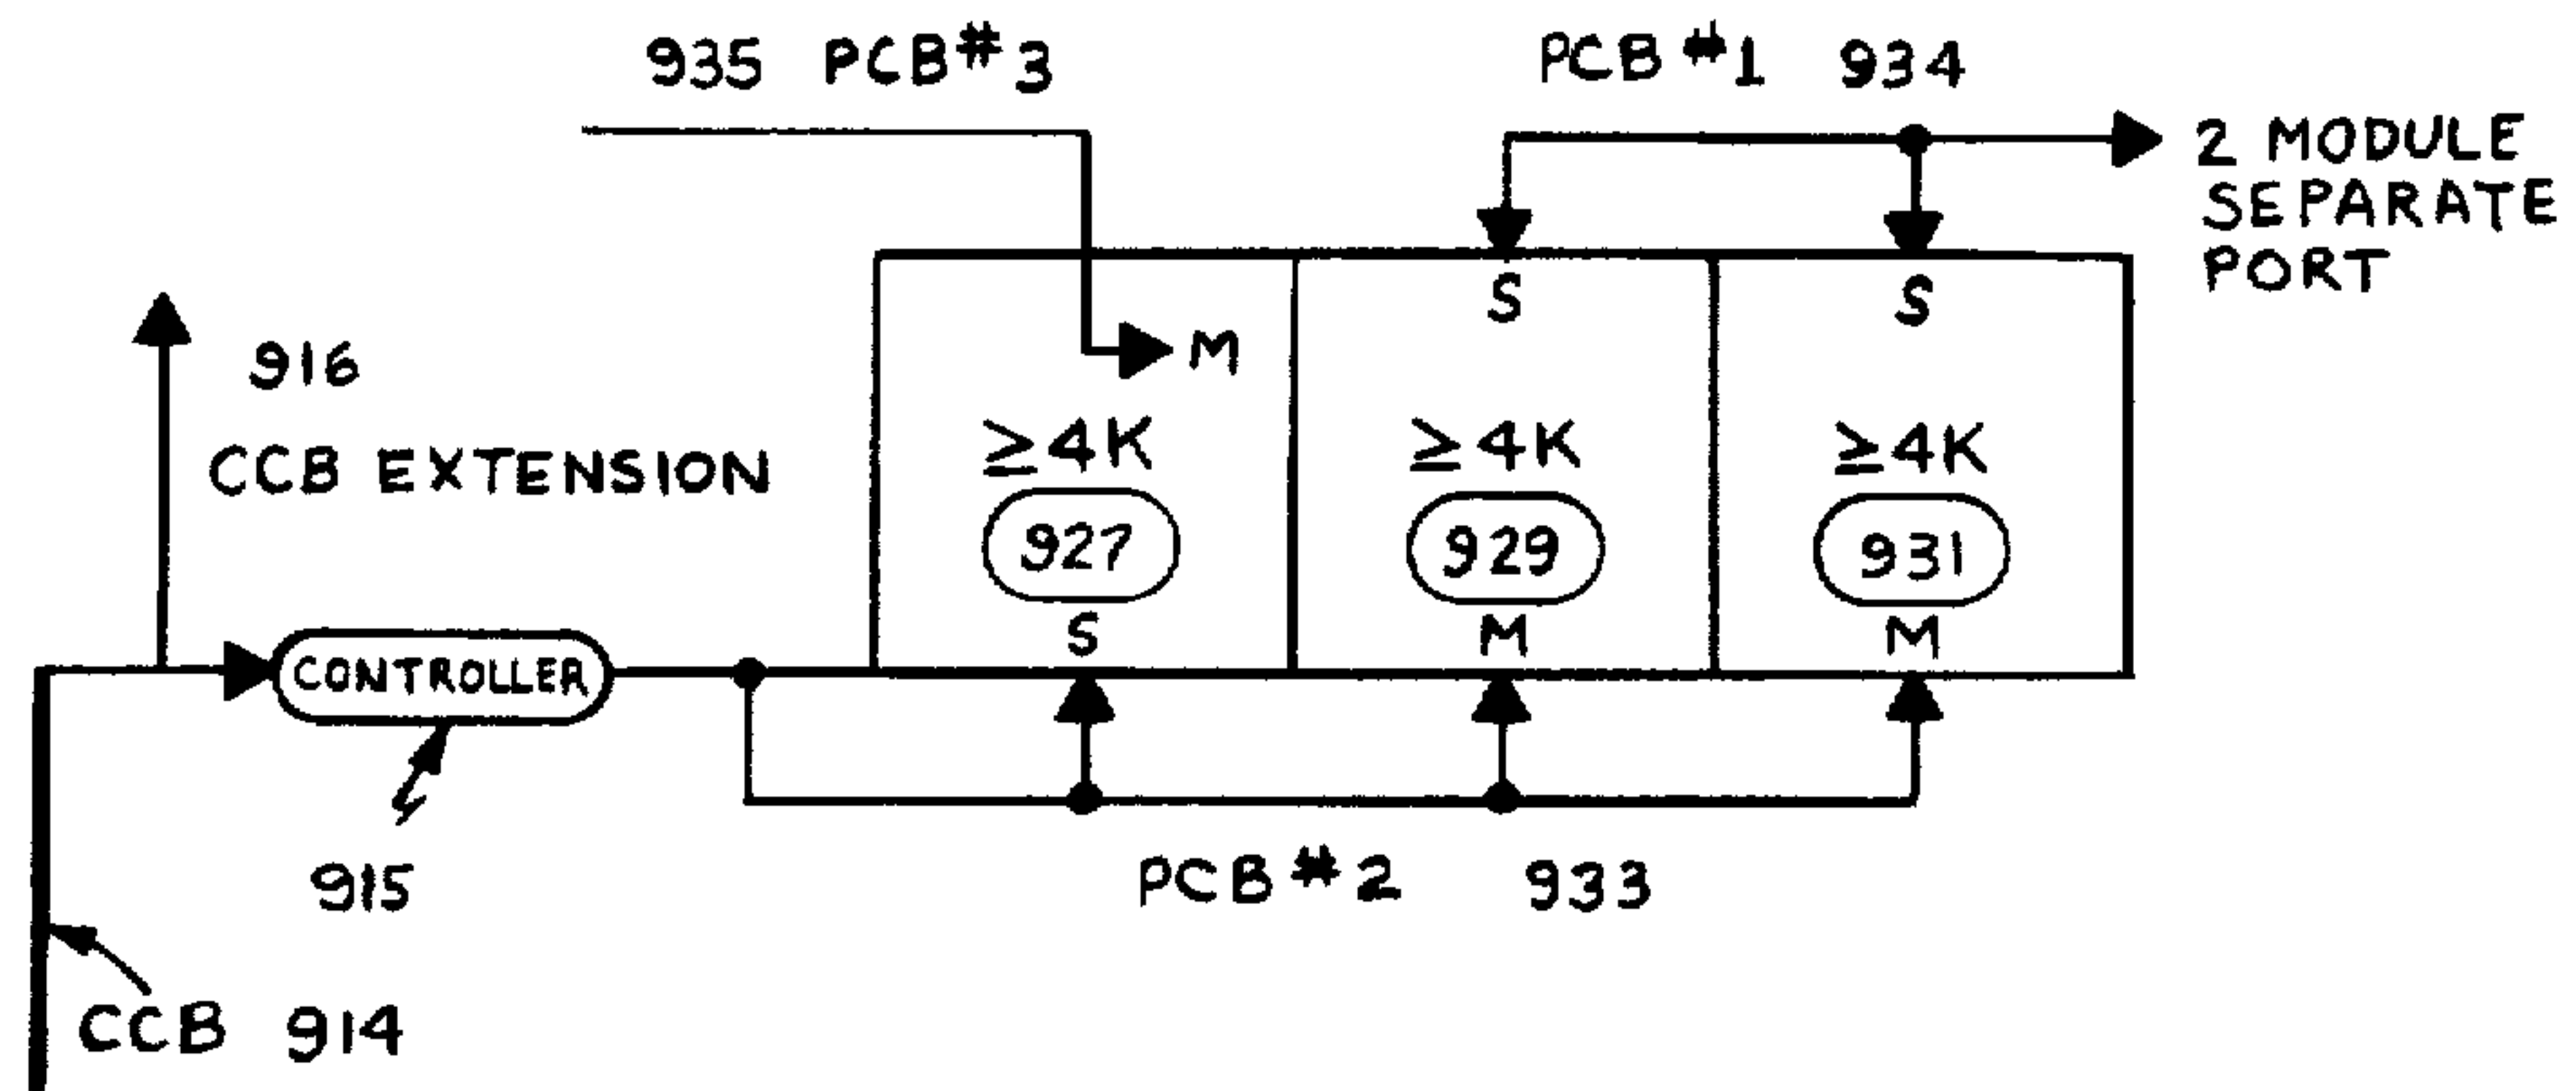 935 PCB#3
PCB #1 934
2 MODULE
SEPARATE
PORT
S
S
916
M
CCB EXTENSION
≥4K
≥4K
≥4K
927
929
931
S
M
M
CONTROLLER
915
PCB #2 933
CCB 914